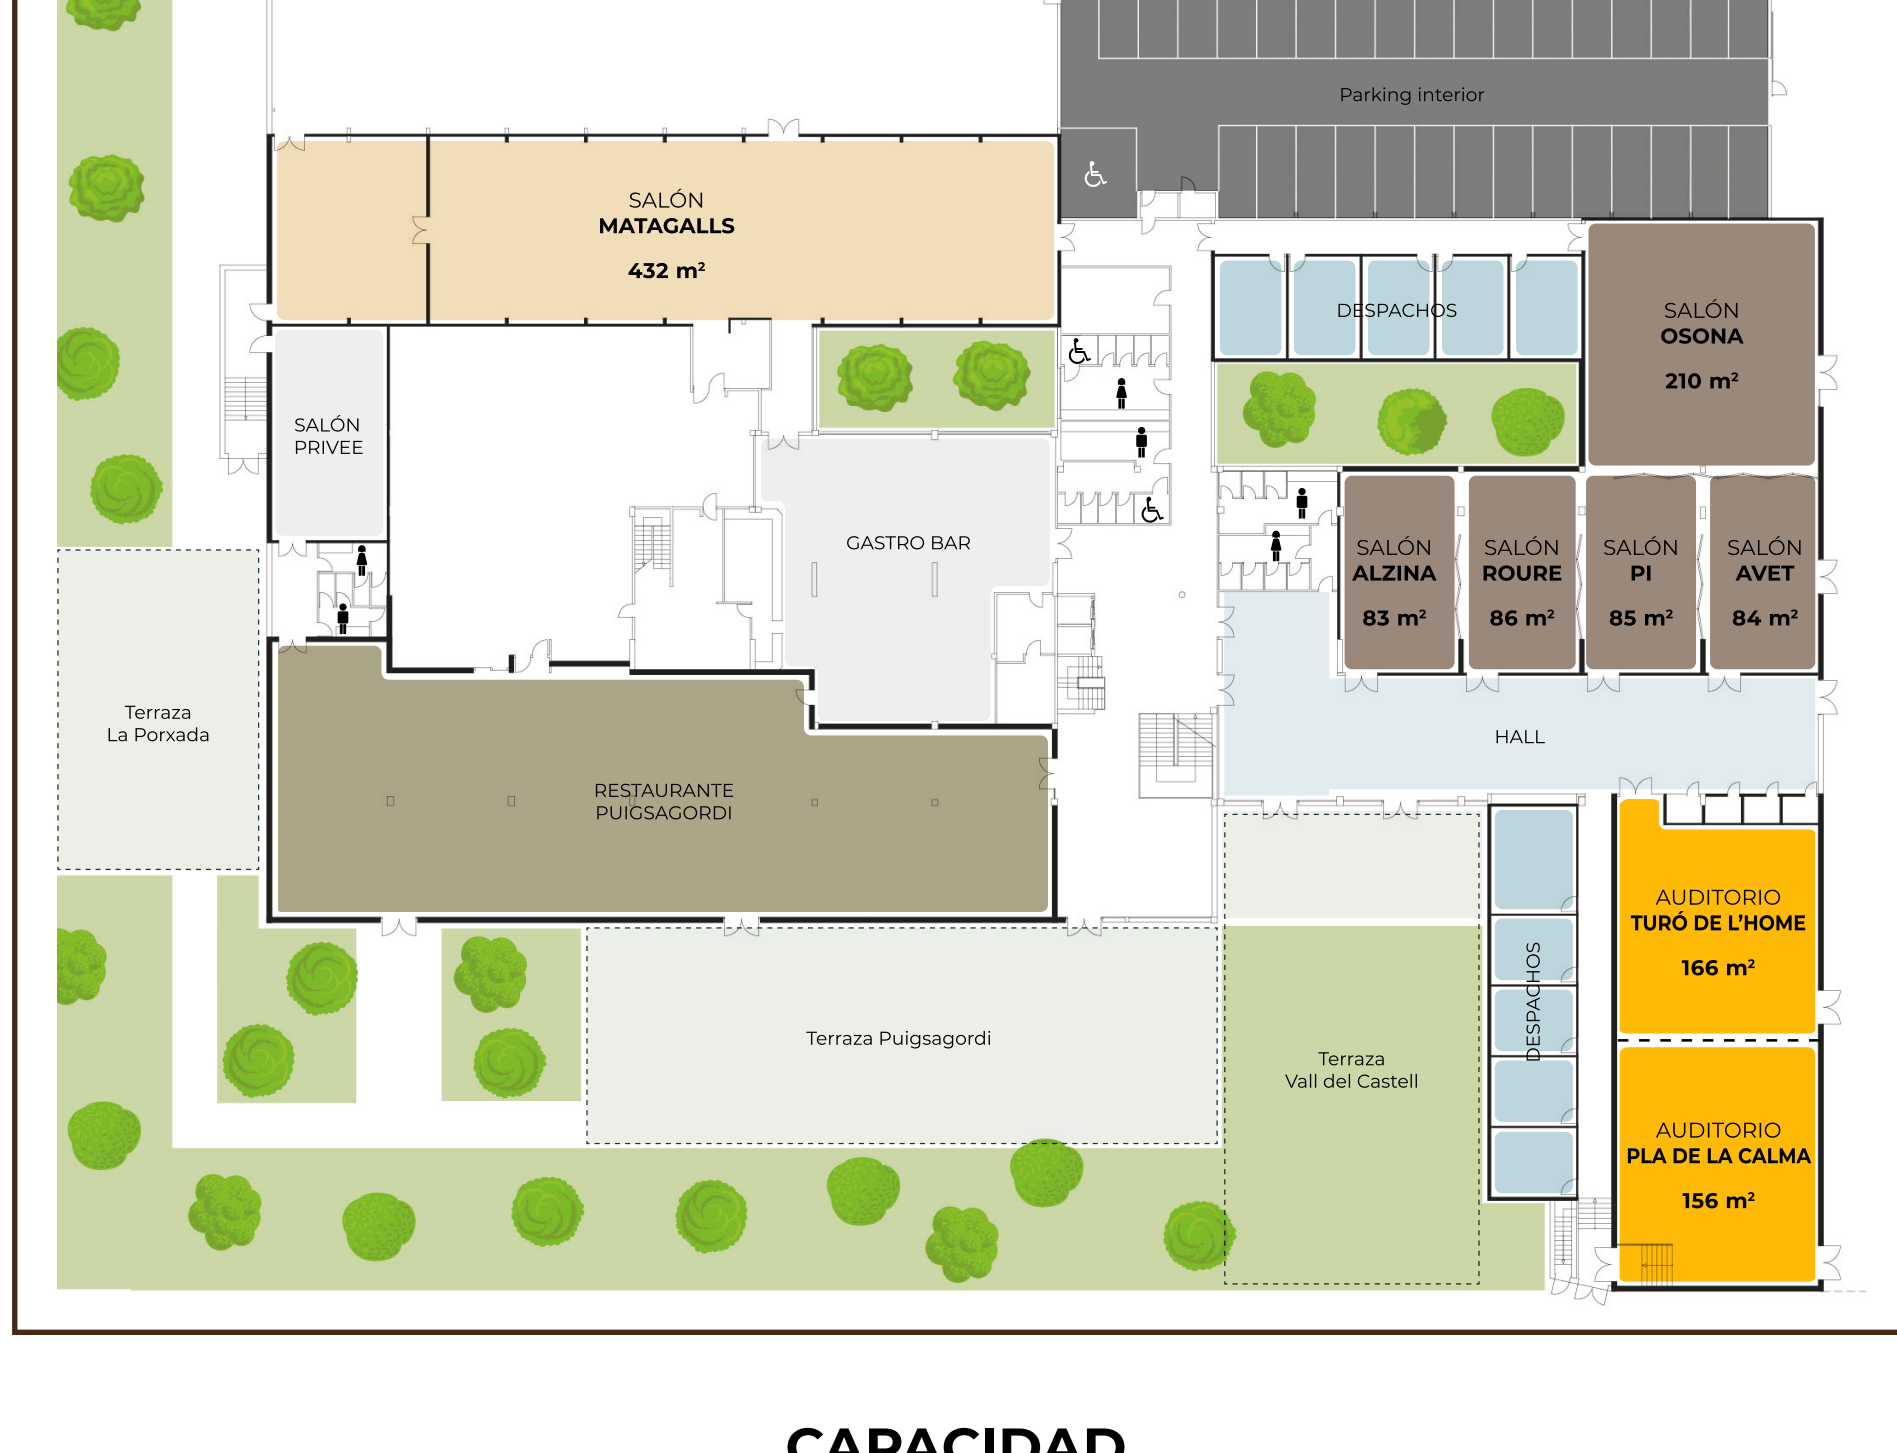 Parking interior
SALÓN
MATAGALLS
432 m²
DESPACHOS
SALÓN
OSONA
210 m²
SALÓN
PRIVEE
GASTRO BAR
SALÓN
ALZINA
83 m²
SALÓN
ROURE
86 m²
SALÓN
PI
85 m²
SALÓN
AVET
84 m²
Terraza
La Porxada
HALL
RESTAURANTE
PUIGSAGORDI
AUDITORIO
TURÓ DE L'HOME
166 m²
DESPACHOS
Terraza Puigsagordi
Terraza
Vall del Castell
AUDITORIO
PLA DE LA CALMA
156 m²
CAPACIDAD